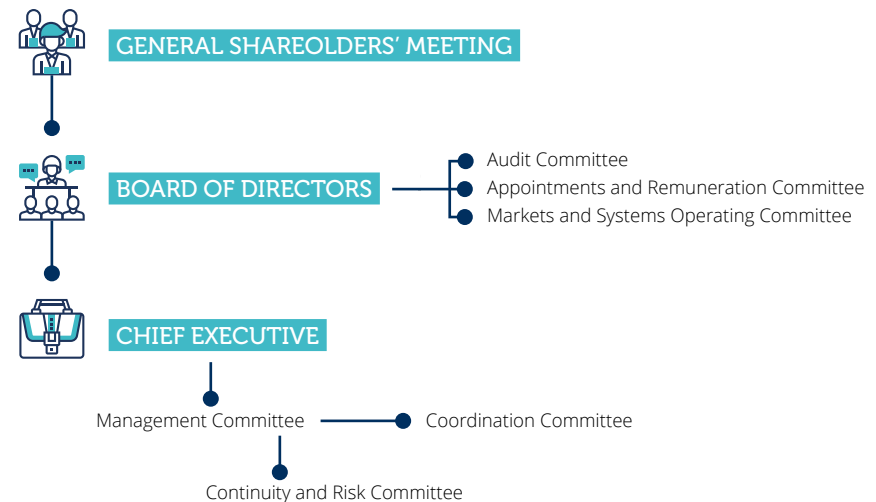 GENERAL SHAREOLDERS’ MEETING
BOARD OF DIRECTORS
Audit Committee
Appointments and Remuneration Committee
Markets and Systems Operating Committee
CHIEF EXECUTIVE
Management Committee
Coordination Committee
Continuity and Risk Committee